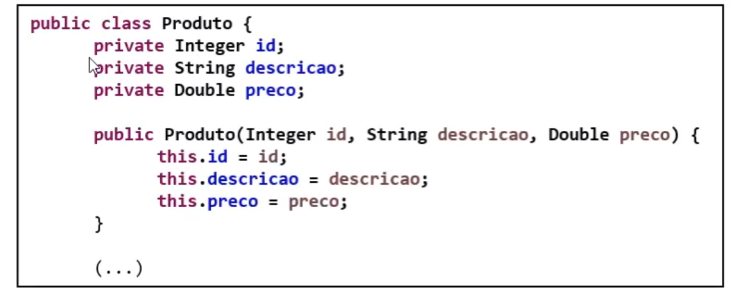 public class Produto {
private Integer id;
private String descricao;
private Double preco;
public Produto(Integer id, String descricao, Double preco) {
this.id = id;
this.descricao = descricao;
this.preco = preco;
}
(...)